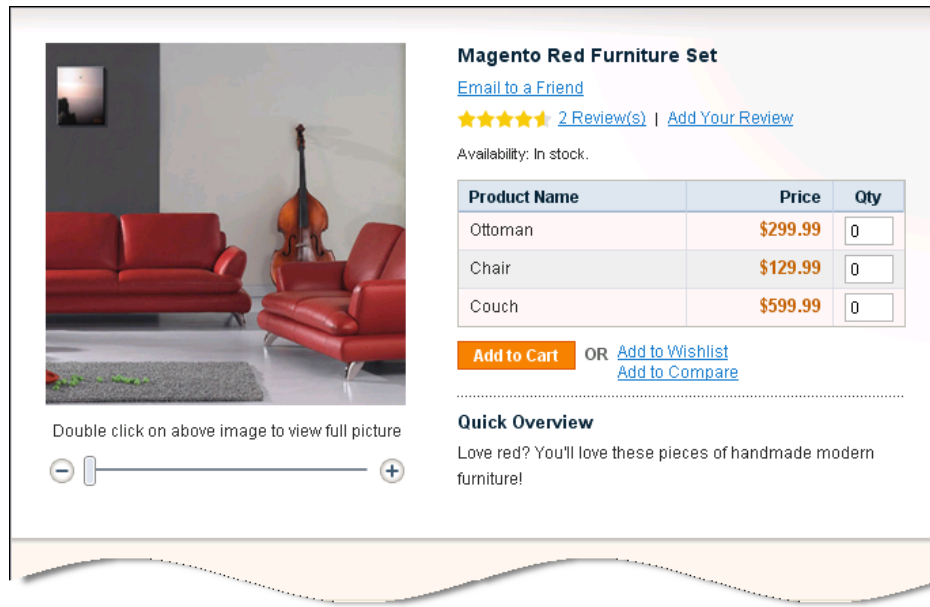 Magento Red Furniture Set
Email to a Friend
2 Review(s) | Add Your Review
Availability: In stock.
Product Name Price Qty
Ottoman $299.99 0
Chair $129.99 0
Couch $599.99 0
Add to Cart OR Add to Wishlist
Add to Compare
Quick Overview
Love red? You'll love these pieces of handmade modern
furniture!
Double click on above image to view full picture